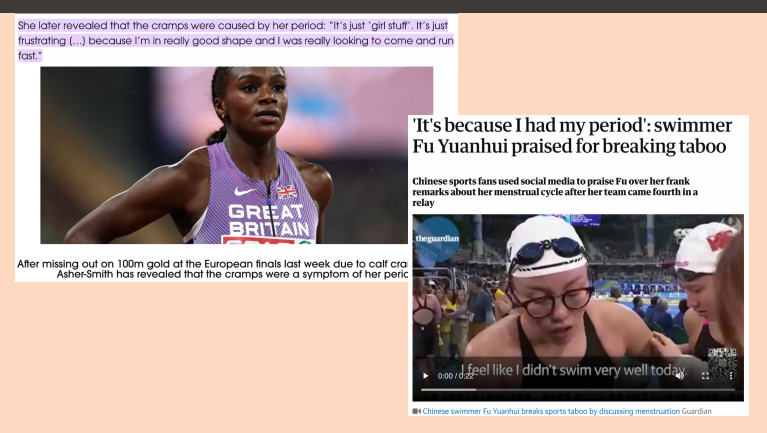 She later revealed that the cramps were caused by her period: “It’s just ‘girl stuff’. It’s just
frustrating (...) because I’m in really good shape and I was really looking to come and run
fast.”
GREAT
BRITAIN
After missing out on 100m gold at the European finals last week due to calf
Asher-Smith has revealed that the cramps were a symptom of her
'It's because I had my period': swimmer
Fu Yuanhui praised for breaking taboo
Chinese sports fans used social media to praise Fu over her frank
remarks about her menstrual cycle after her team came fourth in a
relay
theguardian
I feel like I didn't swim very well today.
0:00 / 0:22
Chinese swimmer Fu Yuanhui breaks sports taboo by discussing menstruation Guardian